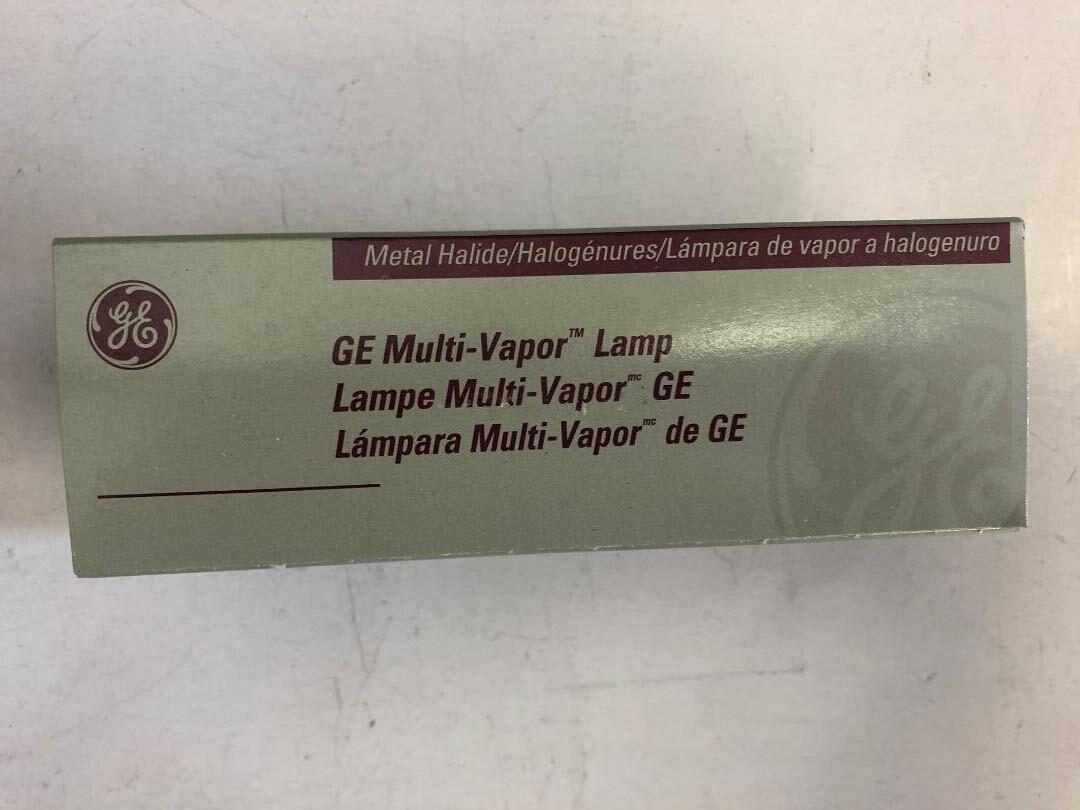 Metal Halide/Halogénures/Lámpara de vapor a halogenuro
GE
GE Multi-Vapor™ Lamp
Lampe Multi-Vapor mc GE
Lámpara Multi-Vapor mc de GE
GE